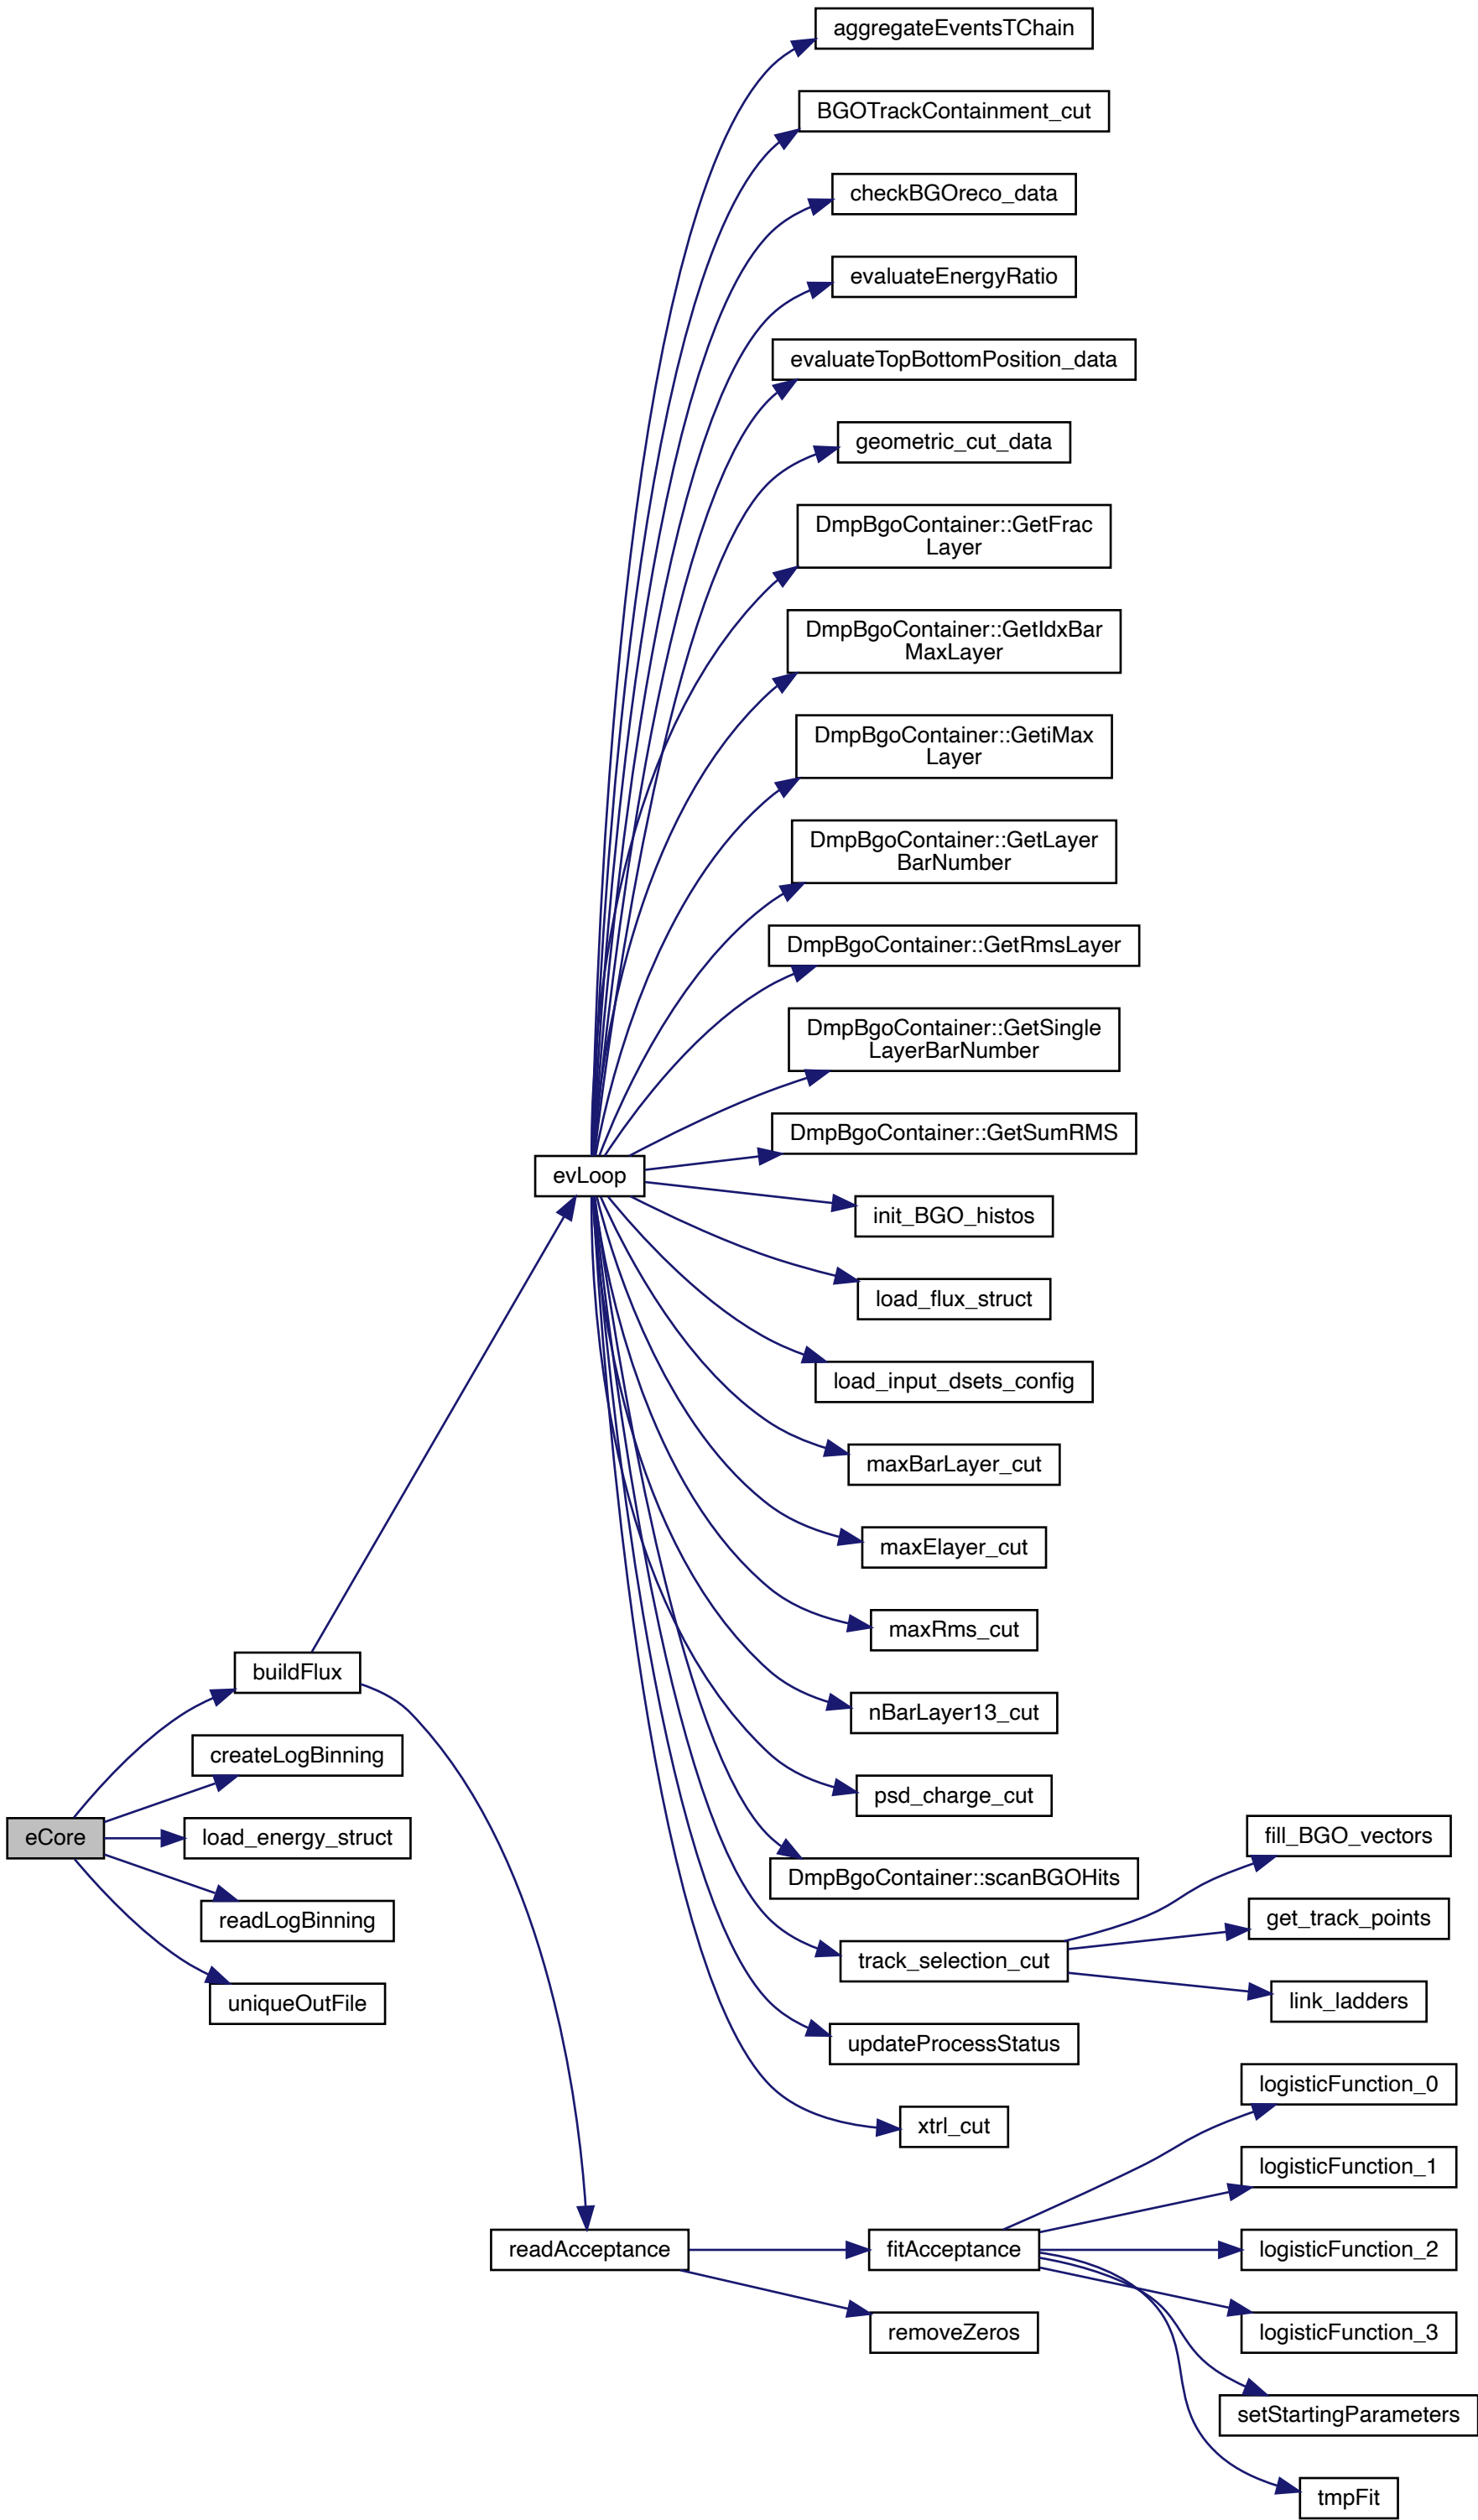 aggregateEventsTChain
BGOTrackContainment_cut
checkBGOreco_data
evaluateEnergyRatio
evaluateTopBottomPosition_data
geometric_cut_data
DmpBgoContainer::GetFrac
Layer
DmpBgoContainer::GetIdxBar
MaxLayer
DmpBgoContainer::GetiMax
Layer
DmpBgoContainer::GetLayer
BarNumber
DmpBgoContainer::GetRmsLayer
DmpBgoContainer::GetSingle
LayerBarNumber
DmpBgoContainer::GetSumRMS
evLoop
init_BGO_histos
load_flux_struct
load_input_dsets_config
maxBarLayer_cut
maxElayer_cut
maxRms_cut
buildFlux
nBarLayer13_cut
createLogBinning
psd_charge_cut
eCore
load_energy_struct
fill_BGO_vectors
DmpBgoContainer::scanBGOHits
readLogBinning
get_track_points
track_selection_cut
uniqueOutFile
link_ladders
updateProcessStatus
logisticFunction_0
xtrl_cut
logisticFunction_1
readAcceptance
fitAcceptance
logisticFunction_2
removeZeros
logisticFunction_3
setStartingParameters
tmpFit